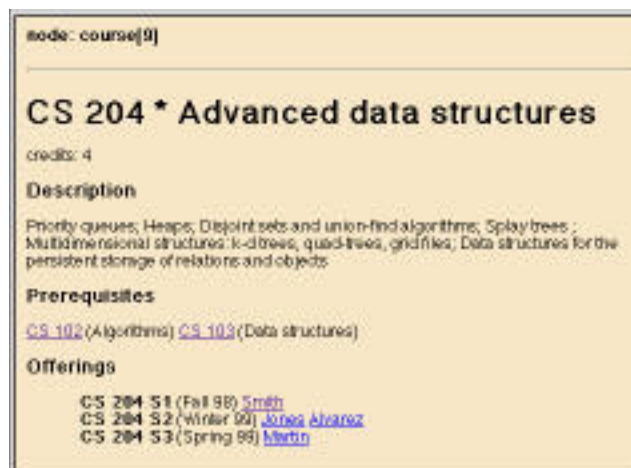 node: course[9]
CS 204 * Advanced data structures
credits: 4
Description
Priority queues; Heaps; Disjoint sets and union-find algorithms; Splay trees ;
Multidimensional structures: k-d trees, quad-trees, grid files; Data structures for the
persistent storage of relations and objects
Prerequisites
CS 102 (Algorithms) CS 103 (Data structures)
Offerings
CS 204 S1 (Fall 98) Smith
CS 204 S2 (Winter 99) Jones Alvarez
CS 204 S3 (Spring 99) Martin